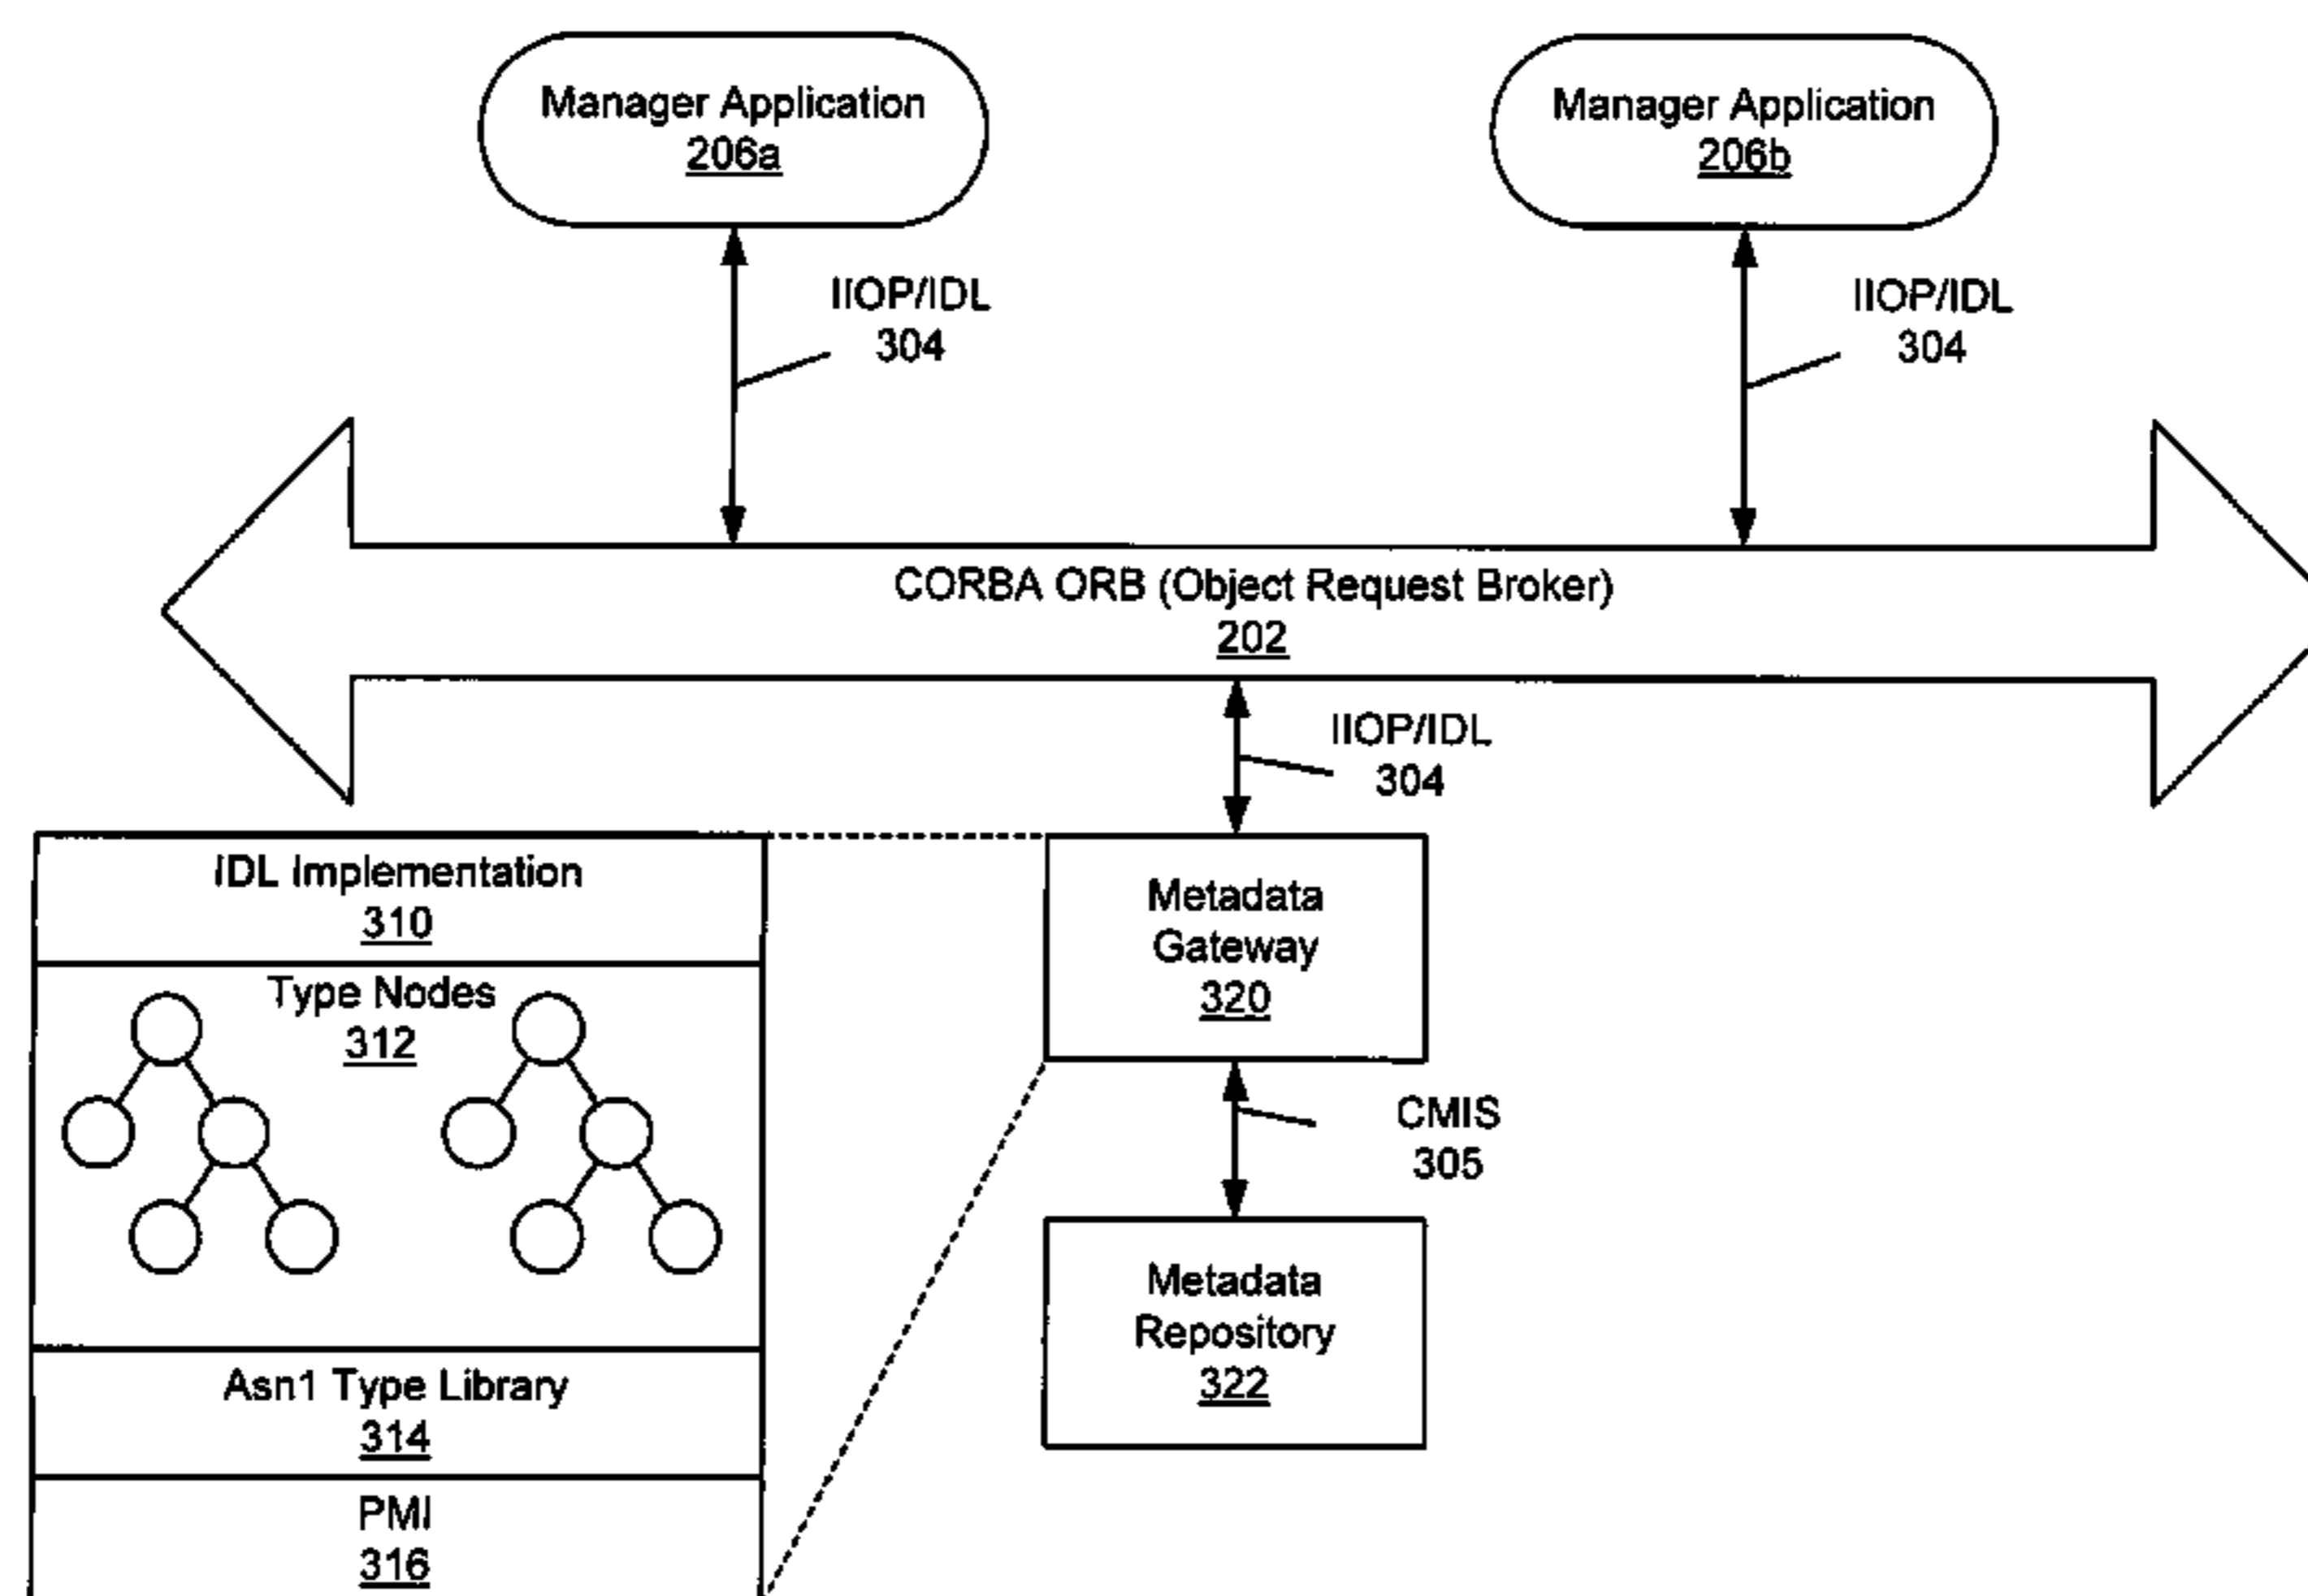 Manager Application
206a
Manager Application
206b
IIOP/IDL
304
IIOP/IDL
304
CORBA ORB (Object Request Broker)
202
IIOP/IDL
304
IDL Implementation
310
Type Nodes
312
Asn1 Type Library
314
PMI
316
Metadata
Gateway
320
CMIS
305
Metadata
Repository
322